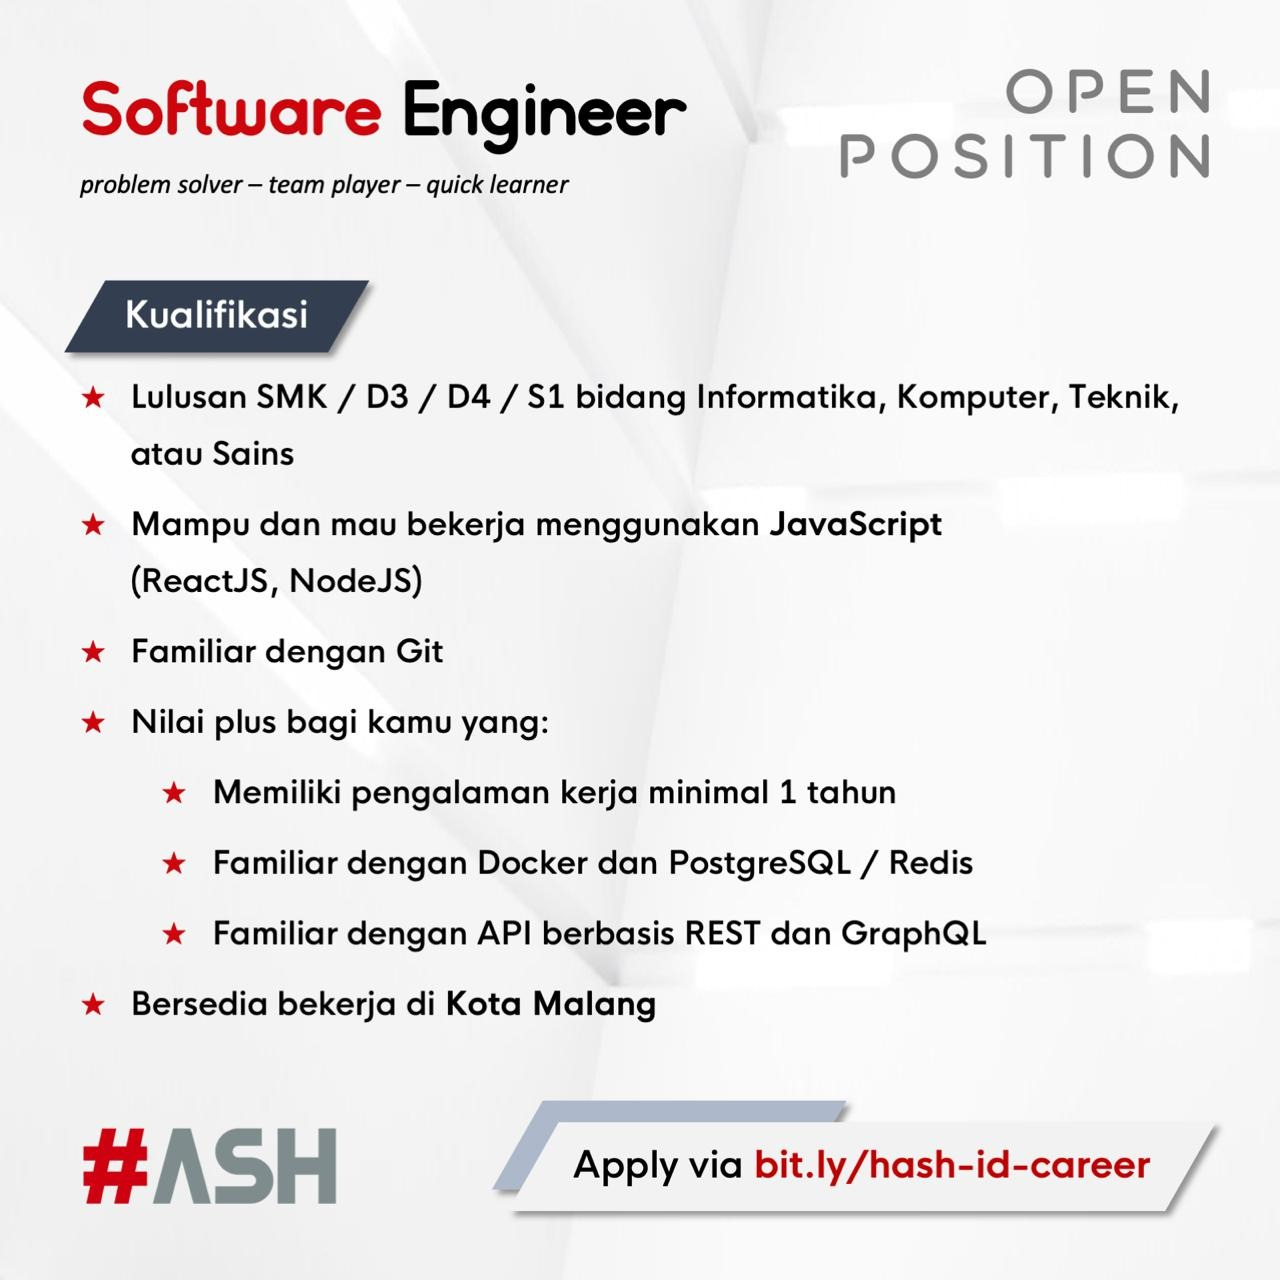 Software Engineer
problem solver – team player – quick learner
OPEN
POSITION
Kualifikasi
★ Lulusan SMK / D3 / D4 / S1 bidang Informatika, Komputer, Teknik,
atau Sains
★ Mampu dan mau bekerja menggunakan JavaScript
(ReactJS, NodeJS)
★ Familiar dengan Git
★ Nilai plus bagi kamu yang:
★ Memiliki pengalaman kerja minimal 1 tahun
★ Familiar dengan Docker dan PostgreSQL / Redis
★ Familiar dengan API berbasis REST dan GraphQL
★ Bersedia bekerja di Kota Malang
#ASH
Apply via bit.ly/hash-id-career